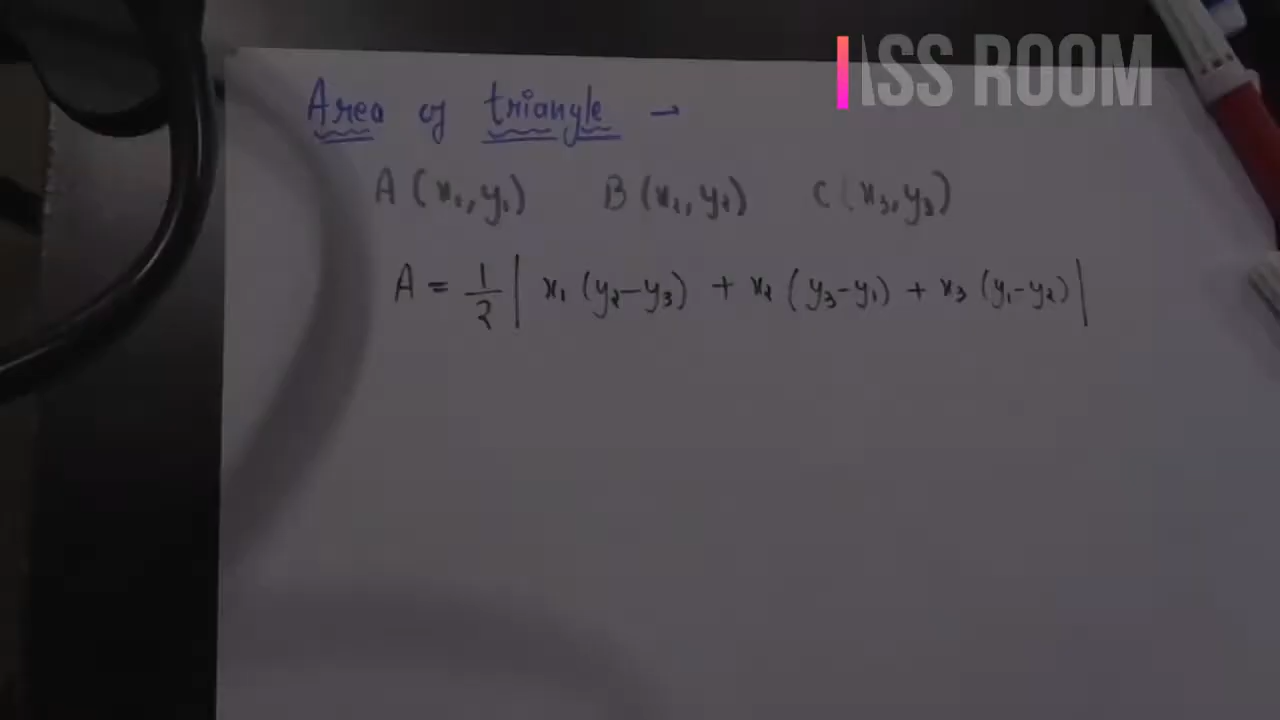 ASS ROOM
Area of triangle →
A (x₁, y₁) B (x₂, y₂) C (x₃, y₃)
A = 1/2 | x₁ (y₂–y₃) + x₂ (y₃–y₁) + x₃ (y₁–y₂) |